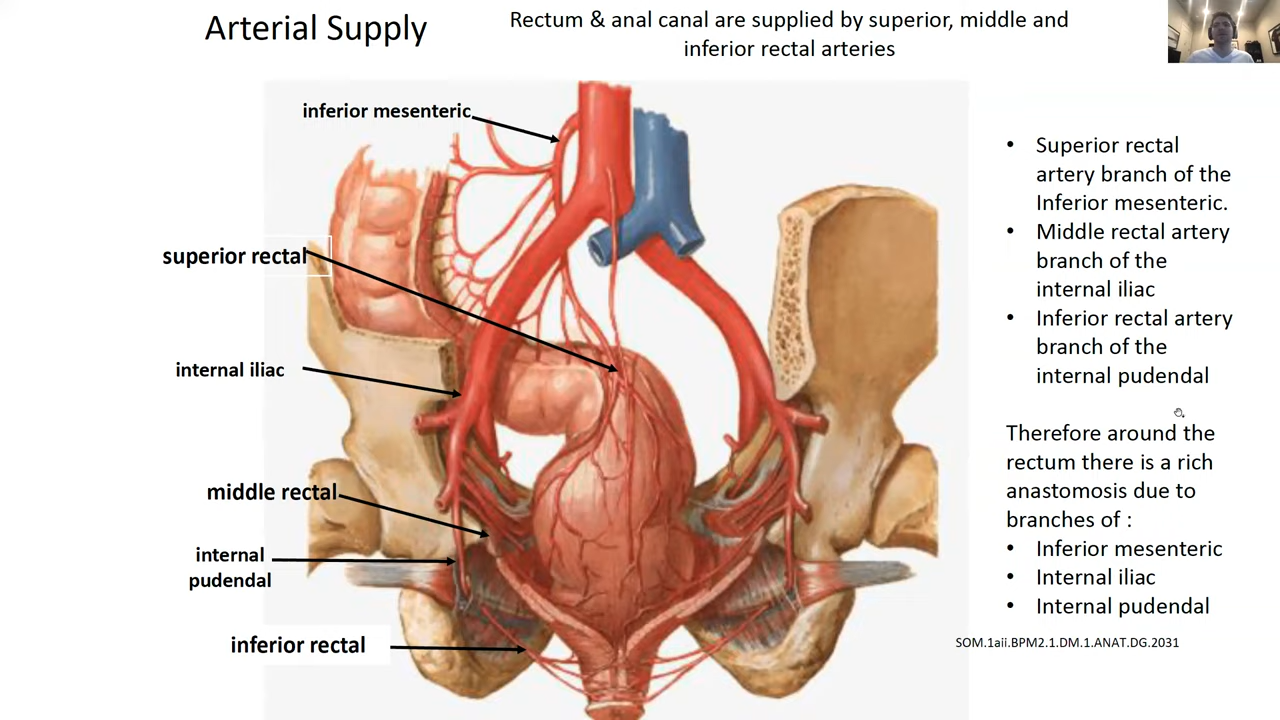 Arterial Supply
Rectum & anal canal are supplied by superior, middle and
inferior rectal arteries
inferior mesenteric
superior rectal
internal iliac
middle rectal
internal
pudendal
inferior rectal
• Superior rectal
artery branch of the
Inferior mesenteric.
• Middle rectal artery
branch of the
internal iliac
• Inferior rectal artery
branch of the
internal pudendal
Therefore around the
rectum there is a rich
anastomosis due to
branches of :
• Inferior mesenteric
• Internal iliac
• Internal pudendal
SOM.1aii.BPM2.1.DM.1.ANAT.DG.2031